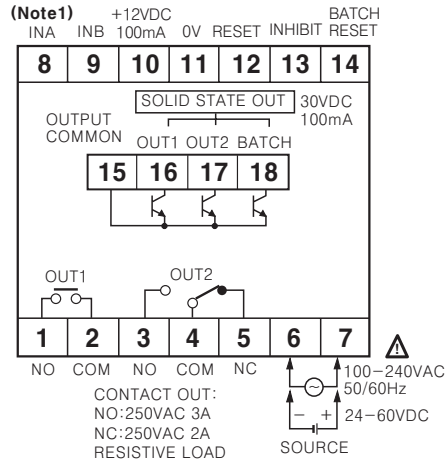 (Note1) +12VDC BATCH
INA INB 100mA 0V RESET INHIBIT RESET
8 9 10 11 12 13 14
SOLID STATE OUT 30VDC
100mA
OUTPUT
COMMON
OUT1 OUT2 BATCH
15 16 17 18
OUT1 OUT2
1 2 3 4 5 6 7
NO COM NO COM NC
100-240VAC
50/60Hz
CONTACT OUT:
NO:250VAC 3A
NC:250VAC 2A
RESISTIVE LOAD
- + 24-60VDC
SOURCE